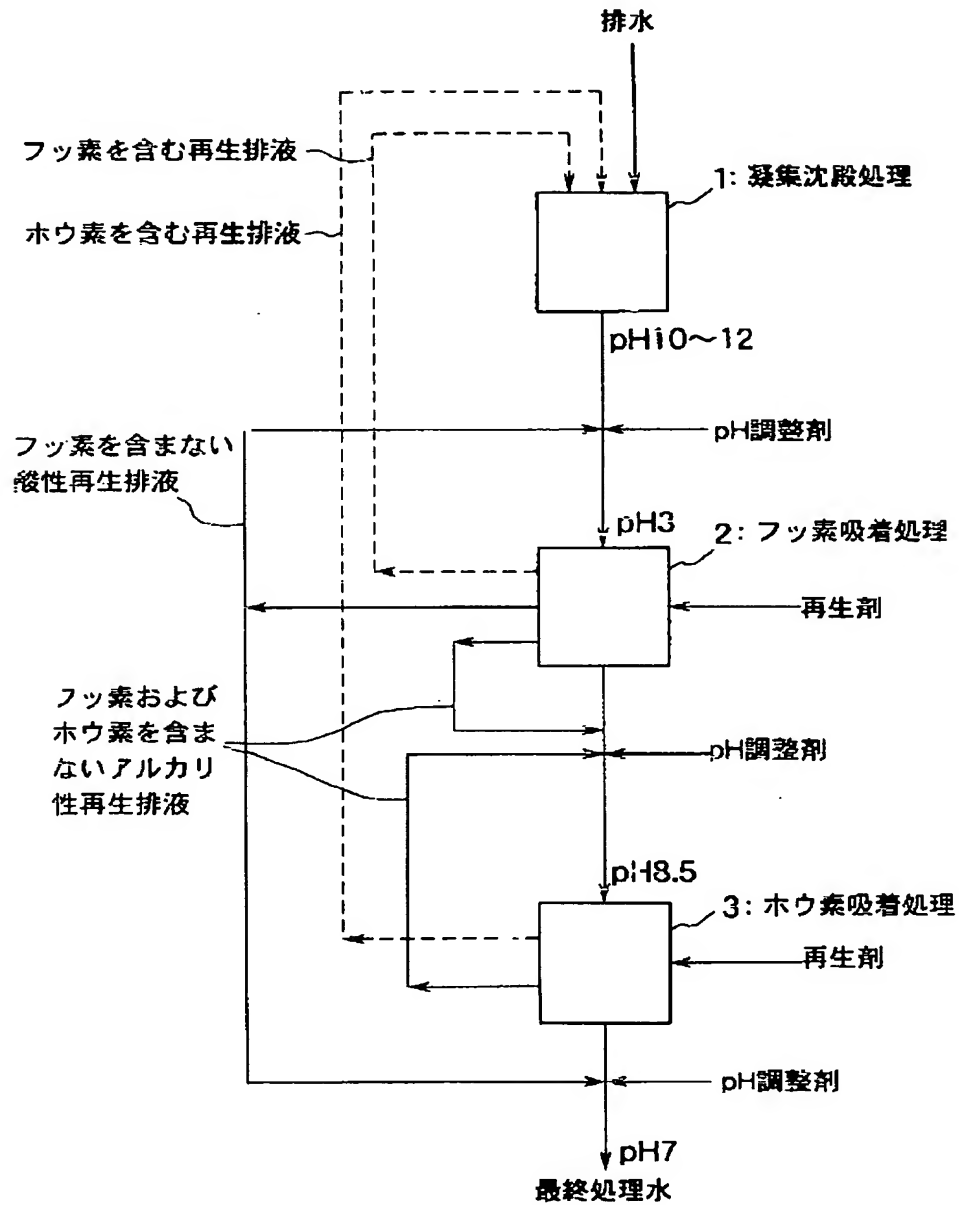 排水
フッ素を含む再生排液
1: 凝集沈殿処理
ホウ素を含む再生排液
pH10〜12
フッ素を含まない
酸性再生排液
pH調整剤
pH3
2: フッ素吸着処理
再生剤
フッ素および
ホウ素を含ま
ないアルカリ
性再生排液
pH調整剤
pH8.5
3: ホウ素吸着処理
再生剤
pH調整剤
pH7
最終処理水